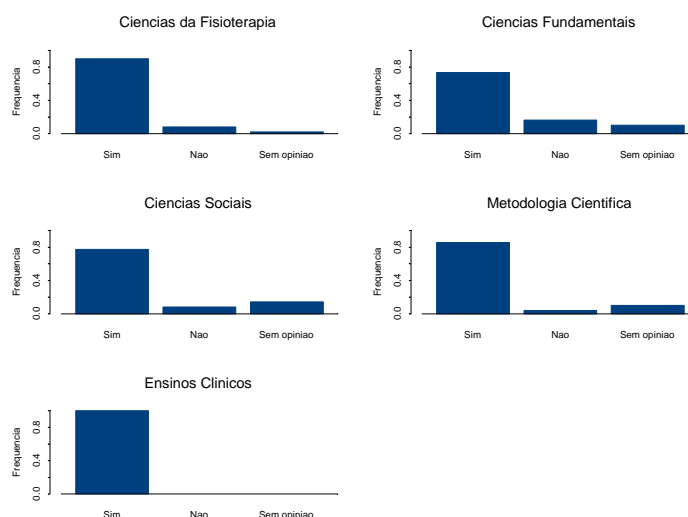 Ciencias da Fisioterapia
Frequencia
0.0 0.4 0.8
Sim Nao Sem opiniao
Ciencias Fundamentais
Frequencia
0.0 0.4 0.8
Sim Nao Sem opiniao
Ciencias Sociais
Frequencia
0.0 0.4 0.8
Sim Nao Sem opiniao
Metodologia Cientifica
Frequencia
0.0 0.4 0.8
Sim Nao Sem opiniao
Ensinos Clinicos
Frequencia
0.0 0.4 0.8
Sim Nao Sem opiniao